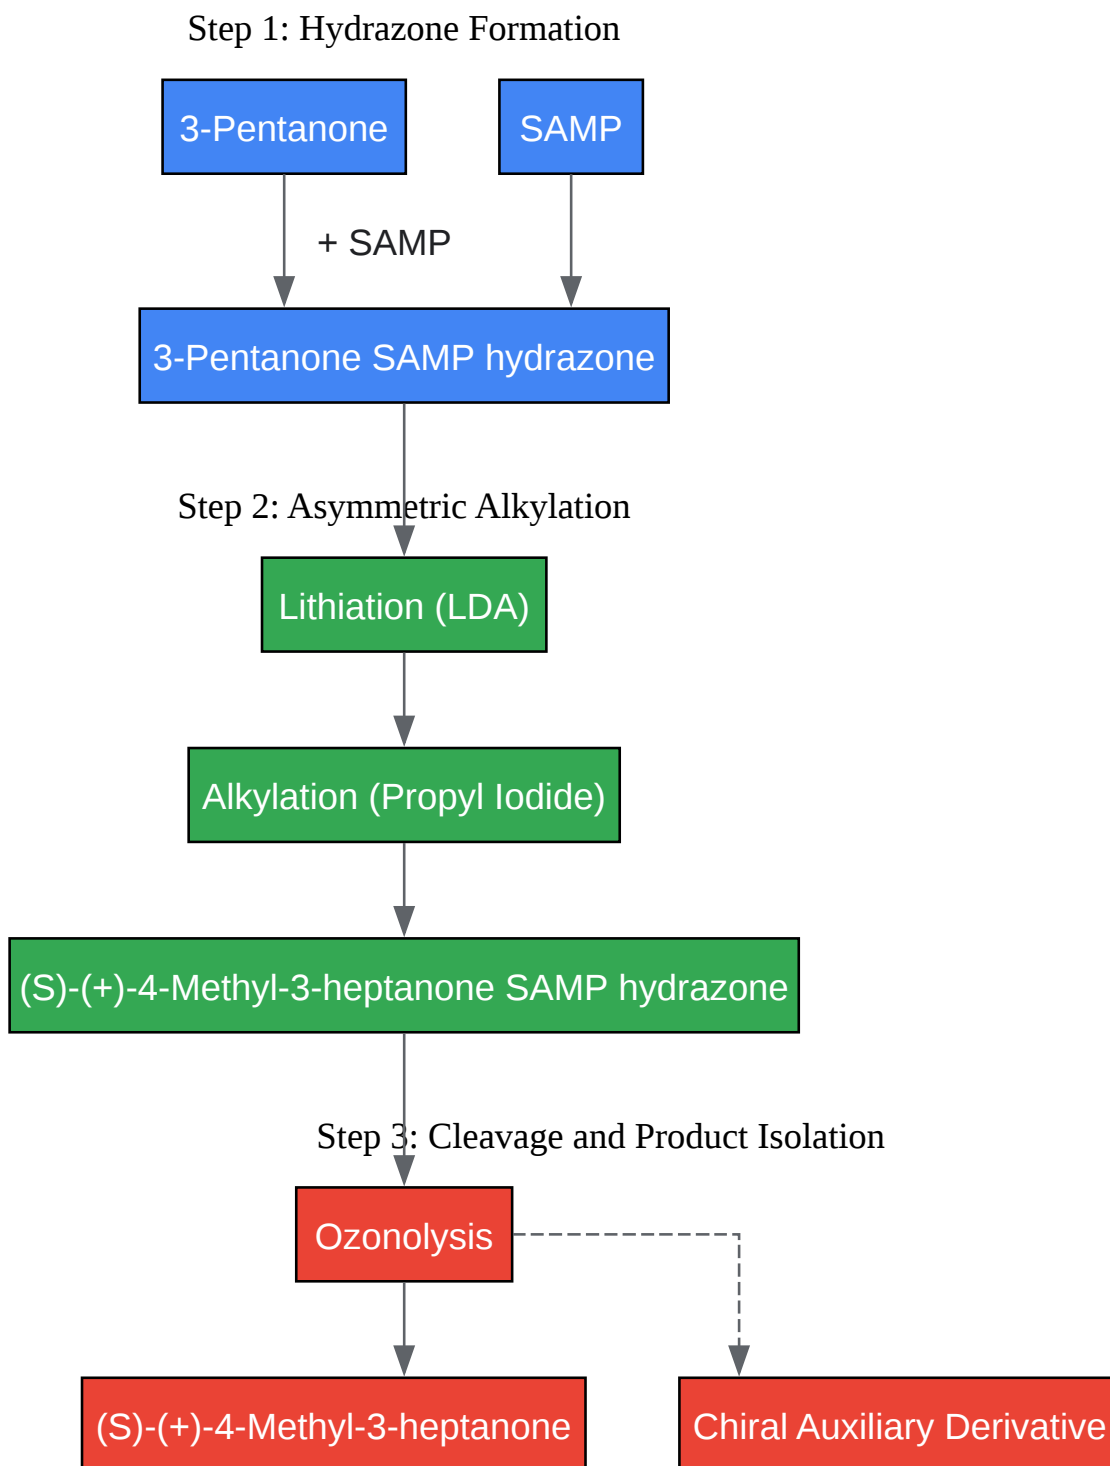 Step 1: Hydrazone Formation
3-Pentanone
SAMP
+ SAMP
3-Pentanone SAMP hydrazone
Step 2: Asymmetric Alkylation
Lithiation (LDA)
Alkylation (Propyl Iodide)
(S)-(+)-4-Methyl-3-heptanone SAMP hydrazone
Step 3: Cleavage and Product Isolation
Ozonolysis
(S)-(+)-4-Methyl-3-heptanone
Chiral Auxiliary Derivative